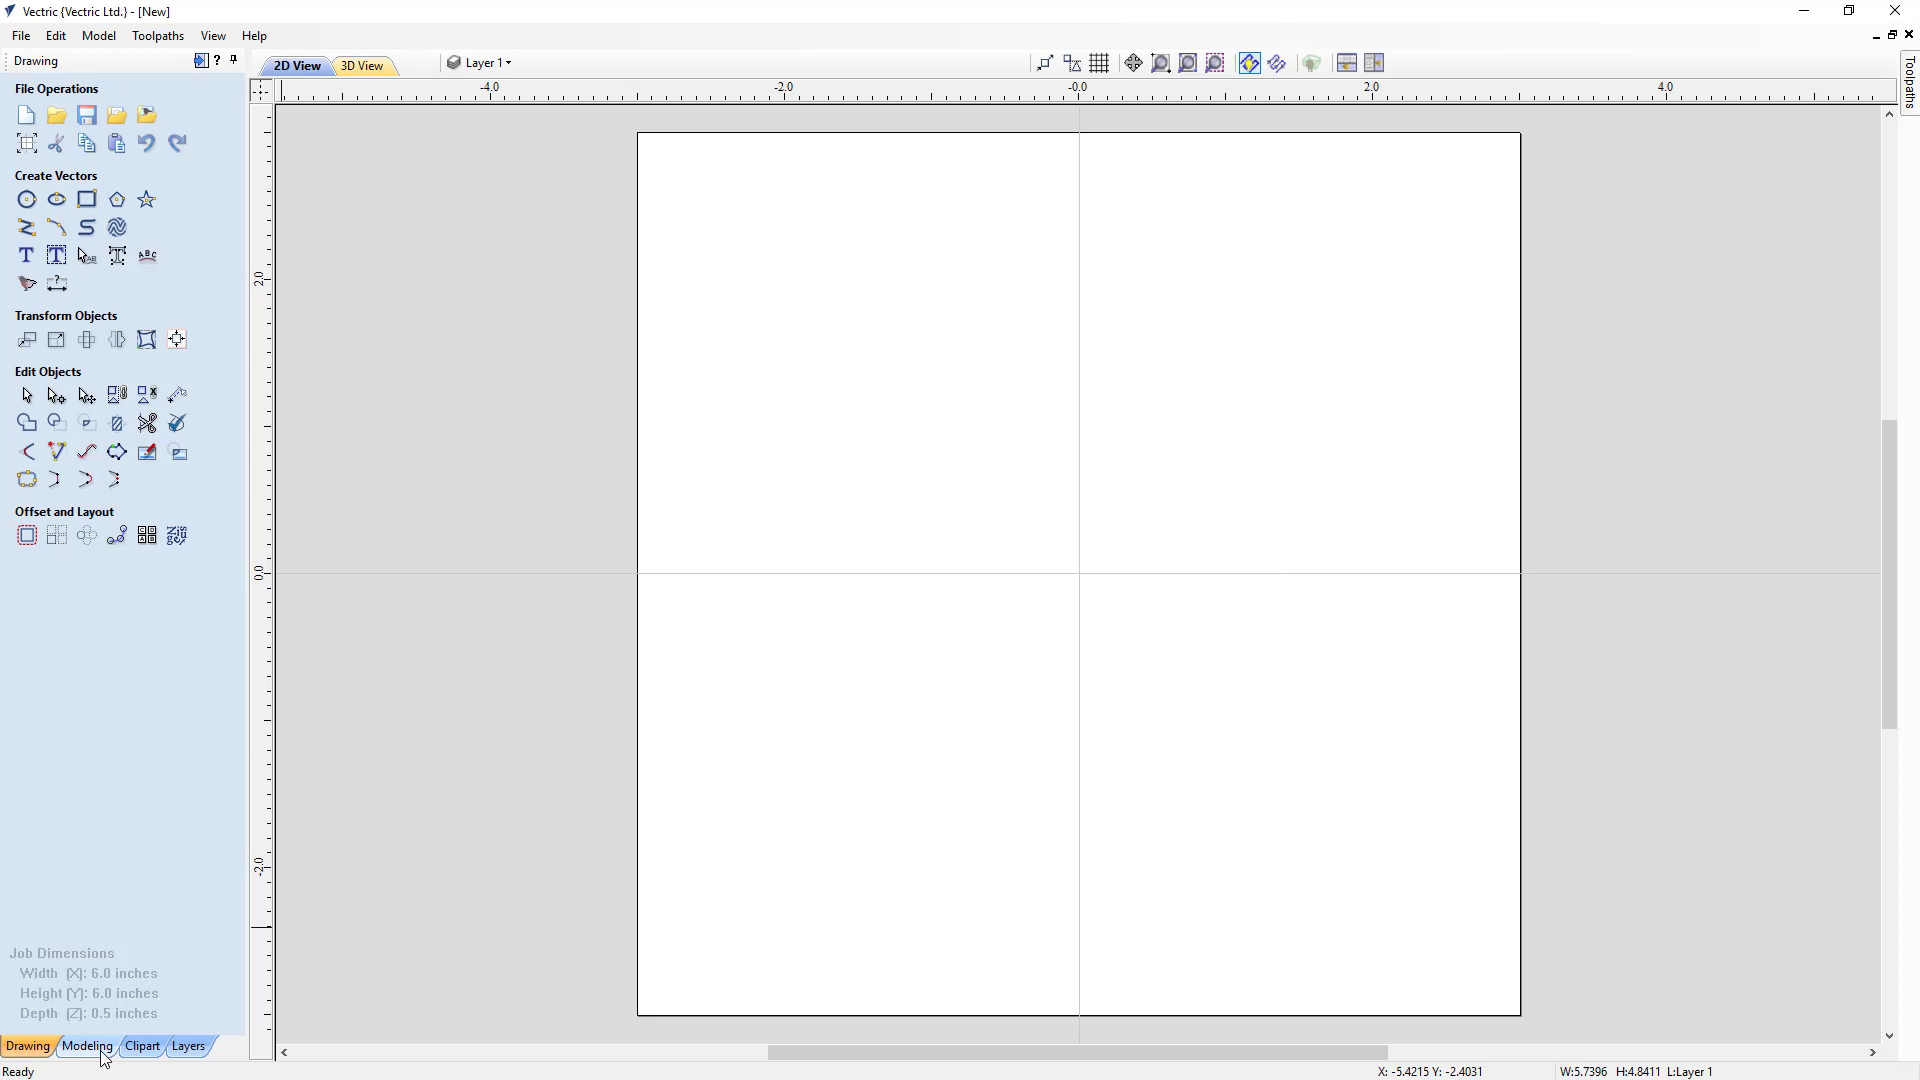 Vectric {Vectric Ltd.} - [New]
File Edit Model Toolpaths View Help
Drawing ?
2D View 3D View Layer 1
Toolpaths
File Operations
-4.0 -2.0 -0.0 2.0 4.0
Create Vectors
T T AB T ABC
?
2.0
Transform Objects
Edit Objects
Offset and Layout
0.0
-2.0
Job Dimensions
Width (X): 6.0 inches
Height (Y): 6.0 inches
Depth (Z): 0.5 inches
Drawing Modeling Clipart Layers
Ready X: -5.4215 Y: -2.4031 W:5.7396 H:4.8411 L:Layer 1